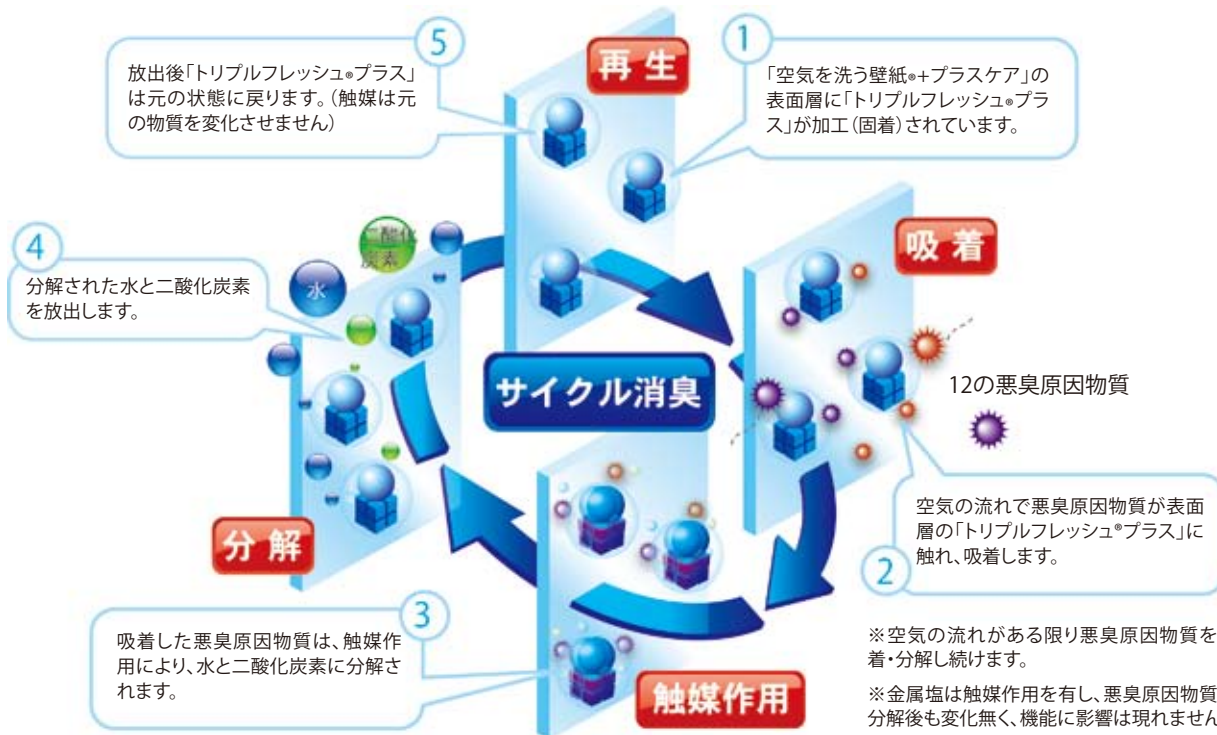 5
放出後「トリプルフレッシュ®プラス」
は元の状態に戻ります。(触媒は元
の物質を変化させません)
再生
1
「空気を洗う壁紙®+プラスケア」の
表面層に「トリプルフレッシュ®プラ
ス」が加工(固着)されています。
4
分解された水と二酸化炭素
を放出します。
二酸化
炭素
水
吸着
サイクル消臭
12の悪臭原因物質
空気の流れで悪臭原因物質が表面
層の「トリプルフレッシュ®プラス」に
触れ、吸着します。
2
分解
3
吸着した悪臭原因物質は、触媒作
用により、水と二酸化炭素に分解さ
れます。
触媒作用
※空気の流れがある限り悪臭原因物質を
着・分解し続けます。
※金属塩は触媒作用を有し、悪臭原因物質
分解後も変化無く、機能に影響は現れません